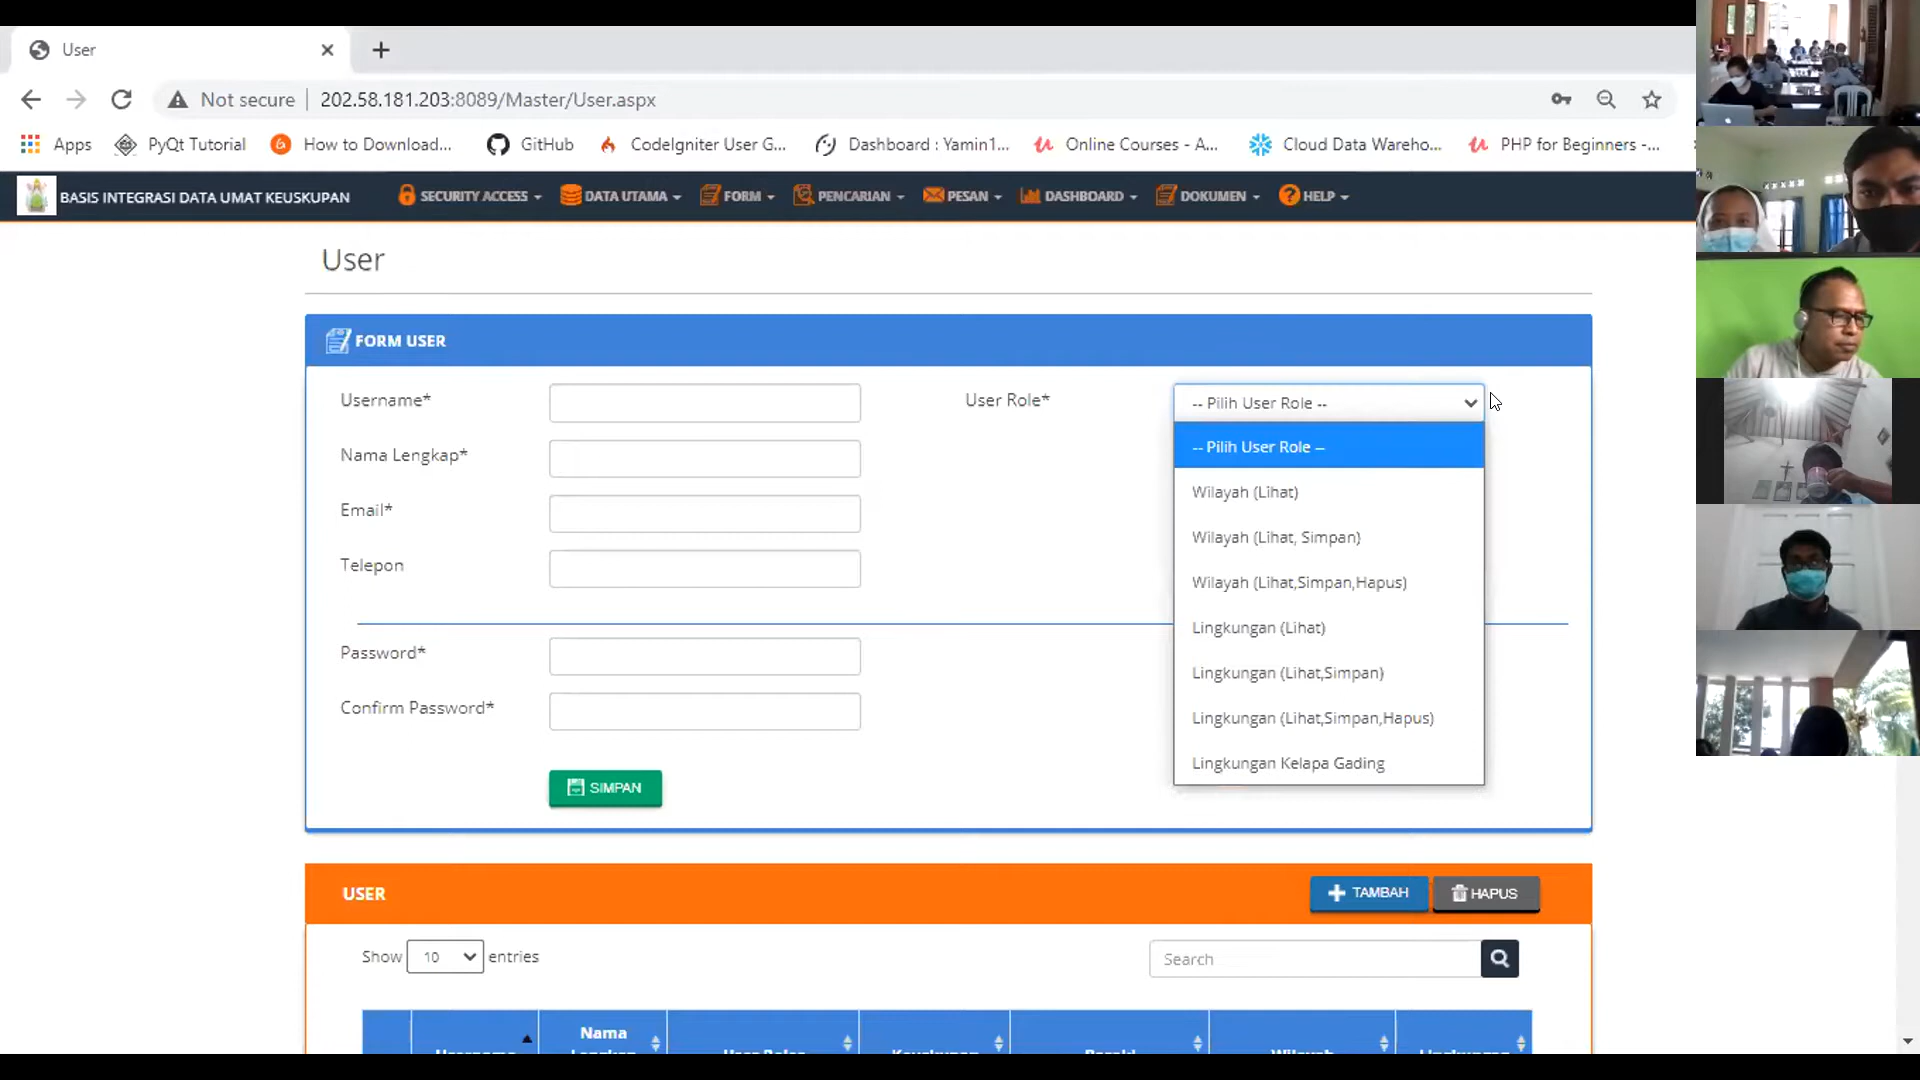 User
Not secure
202.58.181.203:8089/Master/User.aspx
Apps
PyQt Tutorial
How to Download...
GitHub
CodeIgniter User G...
Dashboard : Yamin1...
Online Courses - A...
Cloud Data Wareho...
PHP for Beginners -...
BASIS INTEGRASI DATA UMAT KEUSKUPAN
SECURITY ACCESS
DATA UTAMA
FORM
PENCARIAN
PESAN
DASHBOARD
DOKUMEN
HELP
User
FORM USER
Username*
User Role*
-- Pilih User Role --
-- Pilih User Role --
Nama Lengkap*
Wilayah (Lihat)
Email*
Wilayah (Lihat, Simpan)
Telepon
Wilayah (Lihat,Simpan,Hapus)
Lingkungan (Lihat)
Password*
Lingkungan (Lihat,Simpan)
Confirm Password*
Lingkungan (Lihat,Simpan,Hapus)
Lingkungan Kelapa Gading
SIMPAN
USER
TAMBAH
HAPUS
Show 10 entries
Search
Nama